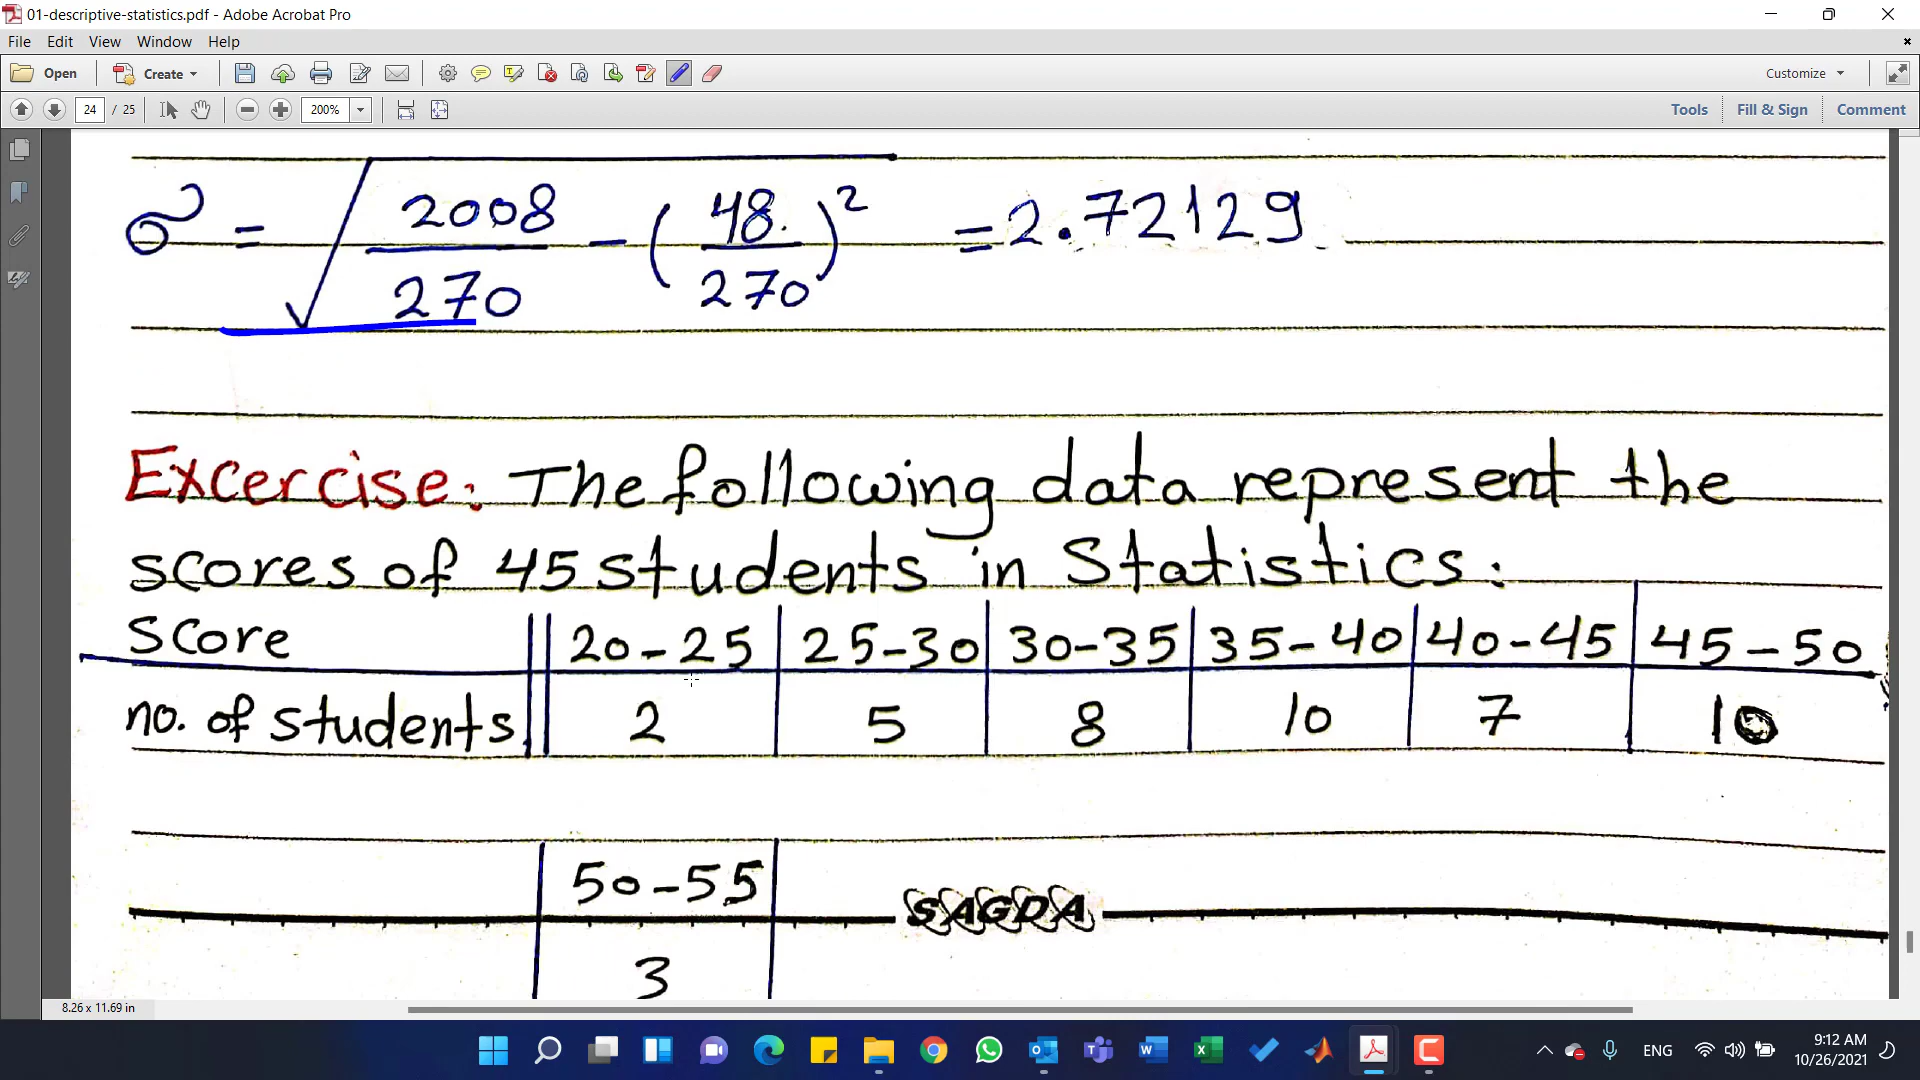 01-descriptive-statistics.pdf - Adobe Acrobat Pro
File Edit View Window Help
Open Create Customize
24 / 25 200% Tools Fill & Sign Comment
σ = √ 2008/270 - (48/270)² = 2.72129
Excercise: The following data represent the
scores of 45 students in Statistics:
Score 20-25 25-30 30-35 35-40 40-45 45-50
no. of students 2 5 8 10 7 10
50-55
SAGDA
3
8.26 x 11.69 in
ENG 9:12 AM
10/26/2021